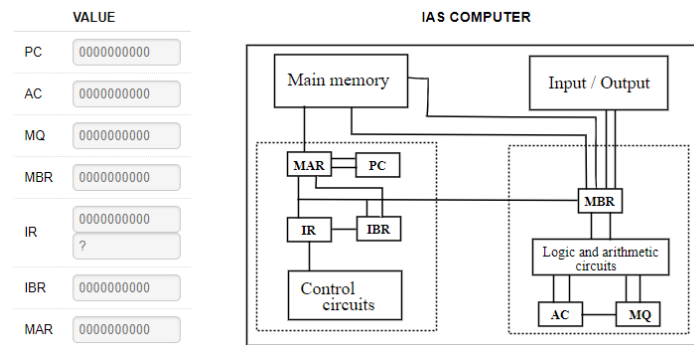 VALUE
PC 0000000000
AC 0000000000
MQ 0000000000
MBR 0000000000
IR 0000000000
?
IBR 0000000000
MAR 0000000000
IAS COMPUTER
Main memory
Input / Output
MAR PC
MBR
IR IBR
Logic and arithmetic
circuits
Control
circuits
AC MQ